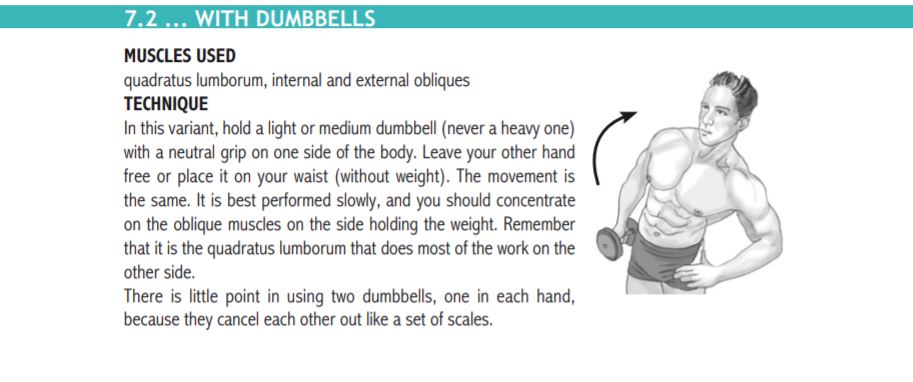 7.2 ... WITH DUMBBELLS
MUSCLES USED
quadratus lumborum, internal and external obliques
TECHNIQUE
In this variant, hold a light or medium dumbbell (never a heavy one)
with a neutral grip on one side of the body. Leave your other hand
free or place it on your waist (without weight). The movement is
the same. It is best performed slowly, and you should concentrate
on the oblique muscles on the side holding the weight. Remember
that it is the quadratus lumborum that does most of the work on the
other side.
There is little point in using two dumbbells, one in each hand,
because they cancel each other out like a set of scales.